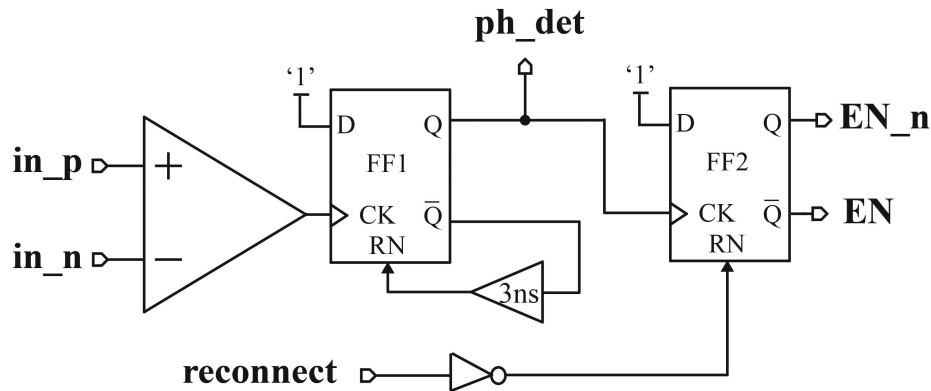 ph_det
'1'
'1'
D
Q
D
Q
EN_n
in_p
+
FF1
FF2
CK
Q̅
CK
Q̅
EN
in_n
−
RN
RN
3ns
reconnect